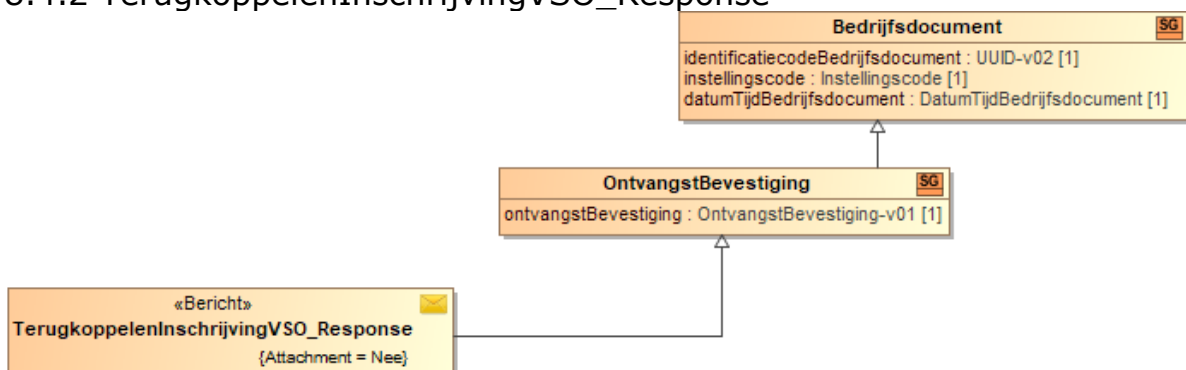 TerugkoppelenInschrijvingVSO_Response
Bedrijfsdocument SG
identificatiecodeBedrijfsdocument : UUID-v02 [1]
instellingscode : Instellingscode [1]
datumTijdBedrijfsdocument : DatumTijdBedrijfsdocument [1]
OntvangstBevestiging SG
ontvangstBevestiging : OntvangstBevestiging-v01 [1]
«Bericht»
TerugkoppelenInschrijvingVSO_Response
{Attachment = Nee}